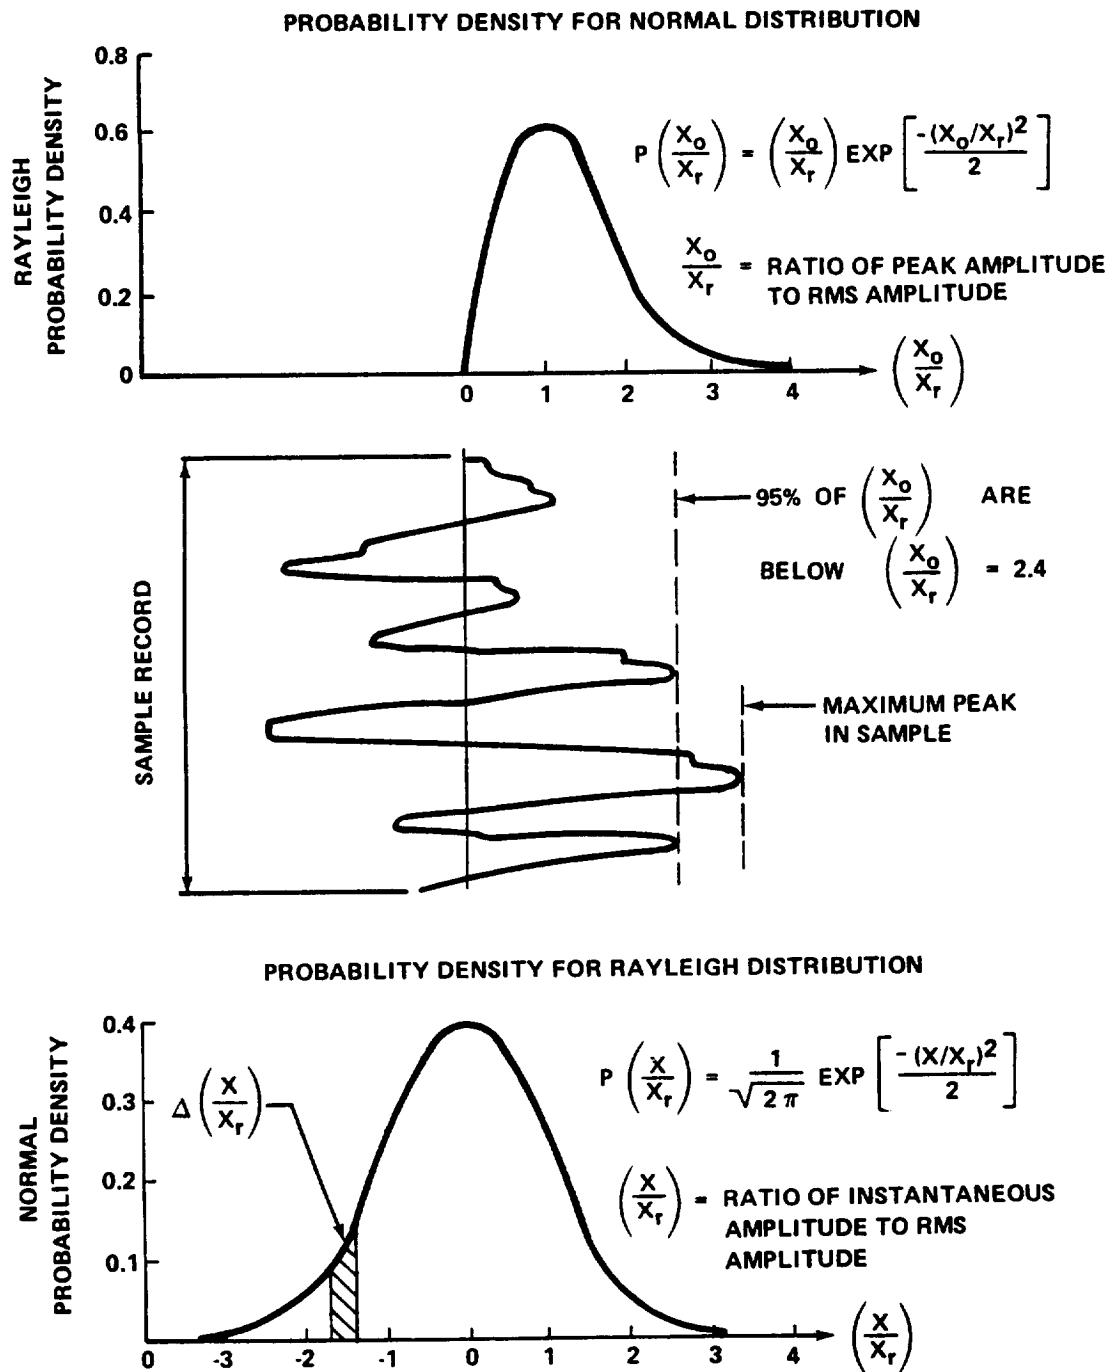 PROBABILITY DENSITY FOR NORMAL DISTRIBUTION
RAYLEIGH
PROBABILITY DENSITY
0.8
0.6
0.4
0.2
0
P (X₀/Xᵣ) = (X₀/Xᵣ) EXP [-(X₀/Xᵣ)²/2]
X₀/Xᵣ = RATIO OF PEAK AMPLITUDE
TO RMS AMPLITUDE
0 1 2 3 4
(X₀/Xᵣ)
SAMPLE RECORD
95% OF (X₀/Xᵣ) ARE
BELOW (X₀/Xᵣ) = 2.4
MAXIMUM PEAK
IN SAMPLE
PROBABILITY DENSITY FOR RAYLEIGH DISTRIBUTION
NORMAL
PROBABILITY DENSITY
0.4
0.3
0.2
0.1
Δ (X/Xᵣ)
P (X/Xᵣ) = 1/√2π EXP [-(X/Xᵣ)²/2]
(X/Xᵣ) = RATIO OF INSTANTANEOUS
AMPLITUDE TO RMS
AMPLITUDE
0 -3 -2 -1 0 1 2 3 4
(X/Xᵣ)